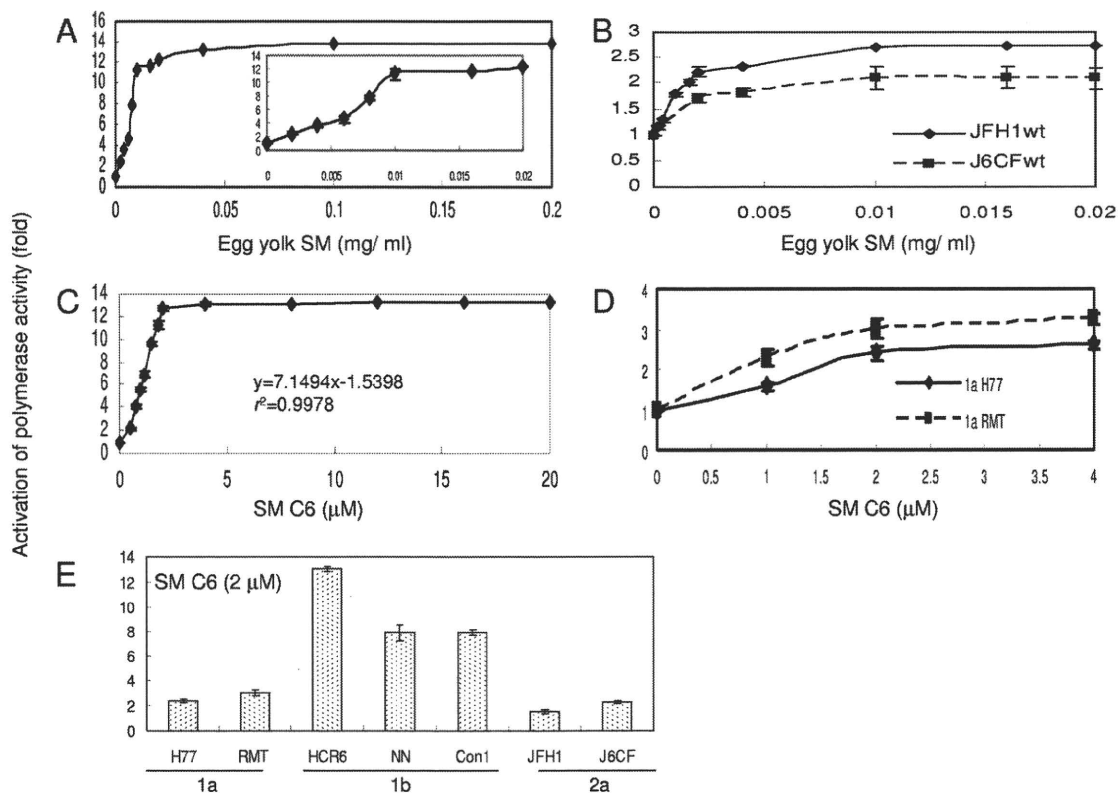 Activation of polymerase activity (fold)
A
16
14
12
10
8
6
4
2
0
14
12
10
8
6
4
2
0
0 0.005 0.01 0.015 0.02
0 0.05 0.1 0.15 0.2
Egg yolk SM (mg/ ml)
B
3
2.5
2
1.5
1
0.5
0
JFH1wt
J6CFwt
0 0.005 0.01 0.015 0.02
Egg yolk SM (mg/ ml)
C
14
12
10
8
6
4
2
0
y=7.1494x-1.5398
r²=0.9978
0 5 10 15 20
SM C6 (μM)
D
4
3
2
1
0
1a H77
1a RMT
0 0.5 1 1.5 2 2.5 3 3.5 4
SM C6 (μM)
E
14
12
10
8
6
4
2
0
SM C6 (2 μM)
H77 RMT HCR6 NN Con1 JFH1 J6CF
1a 1b 2a